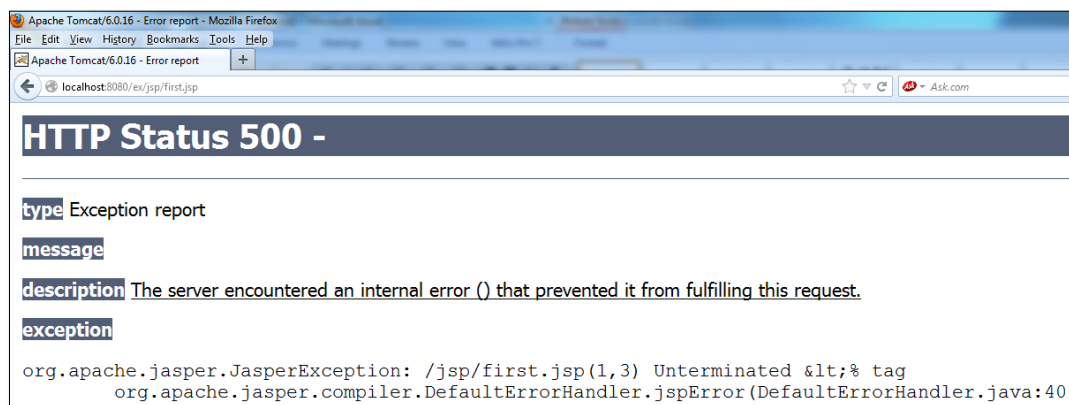 Apache Tomcat/6.0.16 - Error report - Mozilla Firefox
File Edit View History Bookmarks Tools Help
Apache Tomcat/6.0.16 - Error report +
localhost:8080/ex/jsp/first.jsp Ask.com
HTTP Status 500 -
type Exception report
message
description The server encountered an internal error () that prevented it from fulfilling this request.
exception
org.apache.jasper.JasperException: /jsp/first.jsp(1,3) Unterminated &lt;% tag
org.apache.jasper.compiler.DefaultErrorHandler.jspError(DefaultErrorHandler.java:40